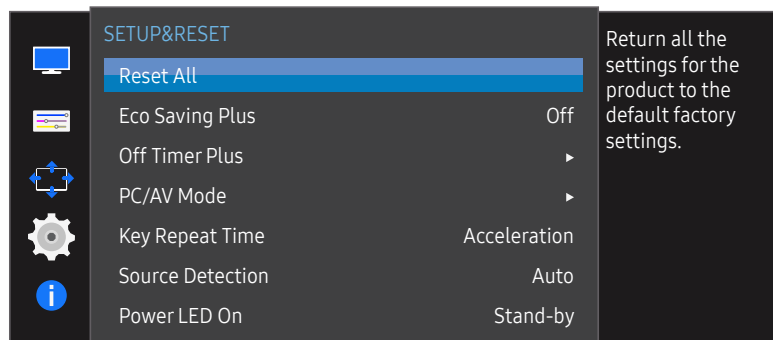 SETUP&RESET
Reset All
Eco Saving Plus Off
Off Timer Plus ▸
PC/AV Mode ▸
Key Repeat Time Acceleration
Source Detection Auto
Power LED On Stand-by
Return all the
settings for the
product to the
default factory
settings.
i